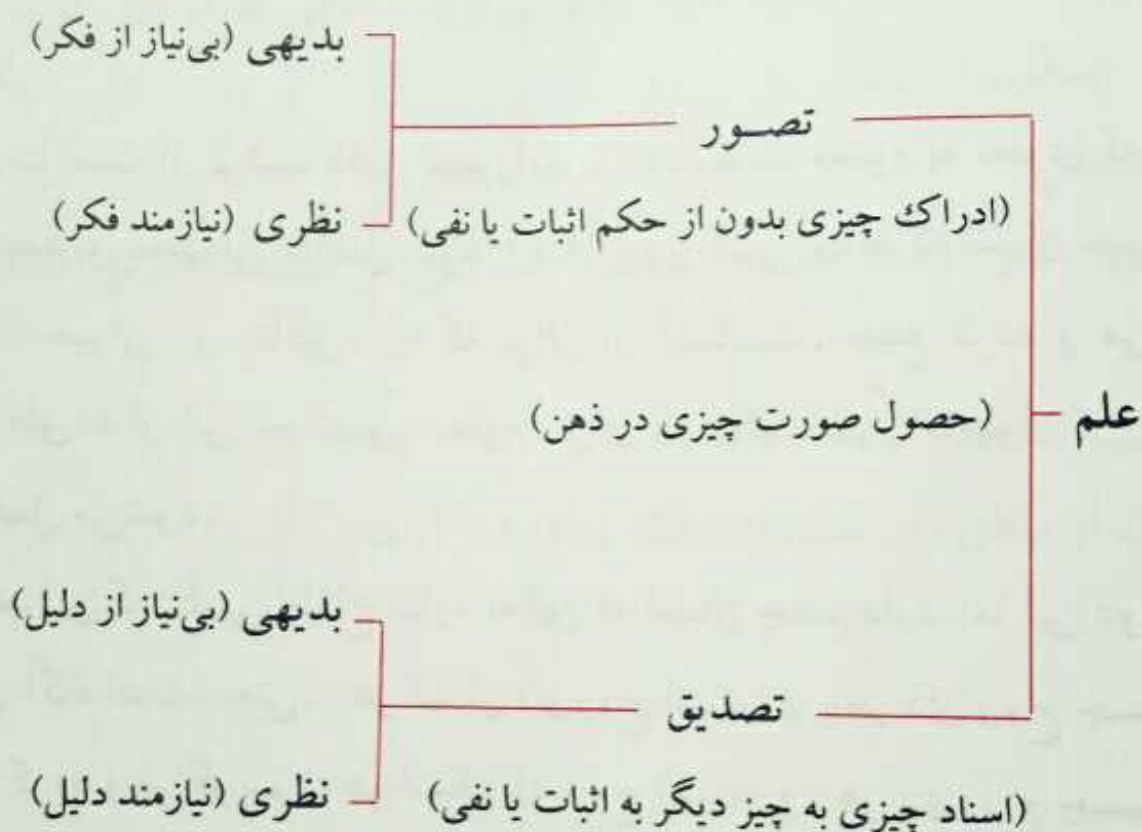 بدیهی (بی‌نیاز از فکر)
تصور
(ادراک چیزی بدون از حکم اثبات یا نفی)
نظری (نیازمند فکر)
علم (حصول صورت چیزی در ذهن)
بدیهی (بی‌نیاز از دلیل)
تصدیق
(اسناد چیزی به چیز دیگر به اثبات یا نفی)
نظری (نیازمند دلیل)